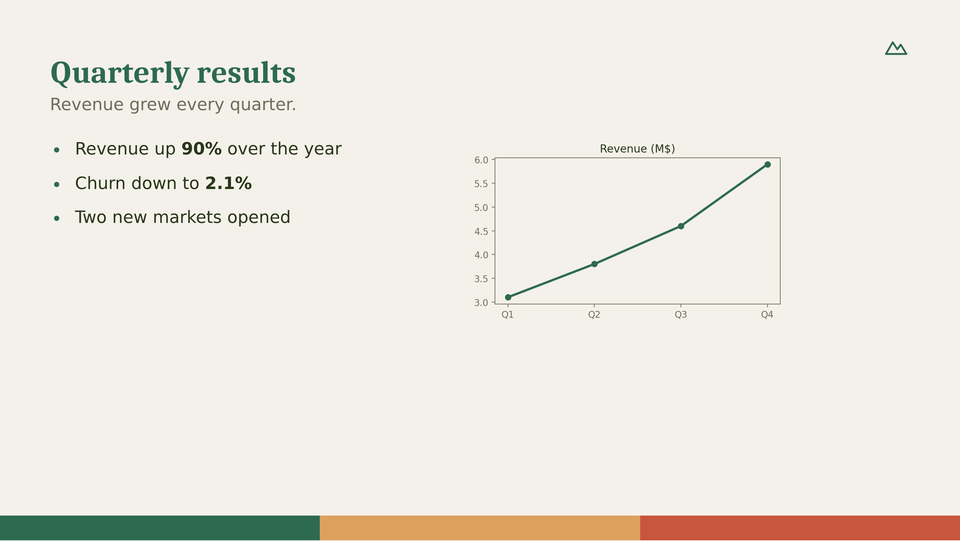 Quarterly results
Revenue grew every quarter.
• Revenue up 90% over the year
• Churn down to 2.1%
• Two new markets opened
Revenue (M$)
6.0
5.5
5.0
4.5
4.0
3.5
3.0
Q1 Q2 Q3 Q4